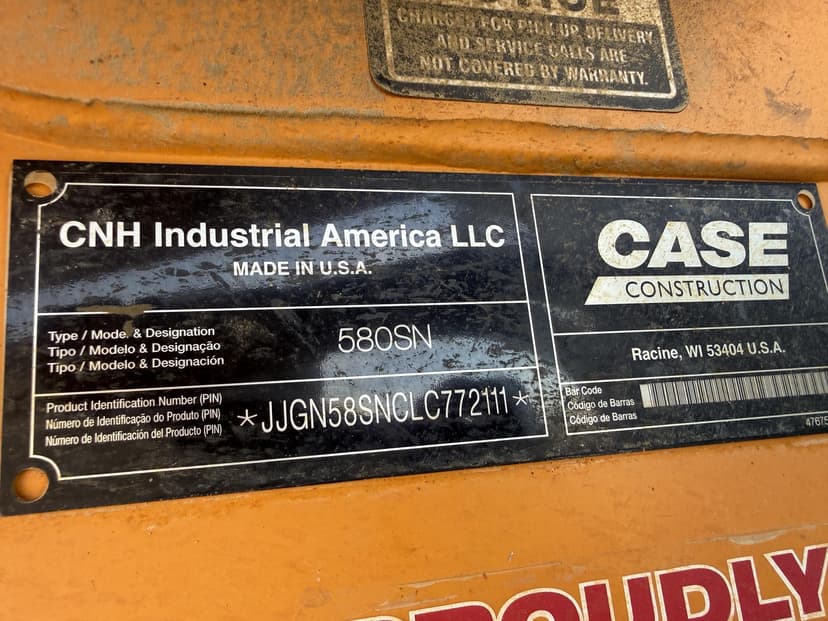 CHARGES FOR PICK UP DELIVERY
AND SERVICE CALLS ARE
NOT COVERED BY WARRANTY.
CNH Industrial America LLC
MADE IN U.S.A.
Type / Mode. & Designation
Tipo / Modelo & Designação
Tipo / Modelo & Designación
580SN
Product Identification Number (PIN)
Número de Identificação do Produto (PIN)
Número de Identificación del Producto (PIN)
*JJGN58SNCLC772111*
CASE
CONSTRUCTION
Racine, WI 53404 U.S.A.
Bar Code
Código de Barras
Código de Barras
PROUDLY